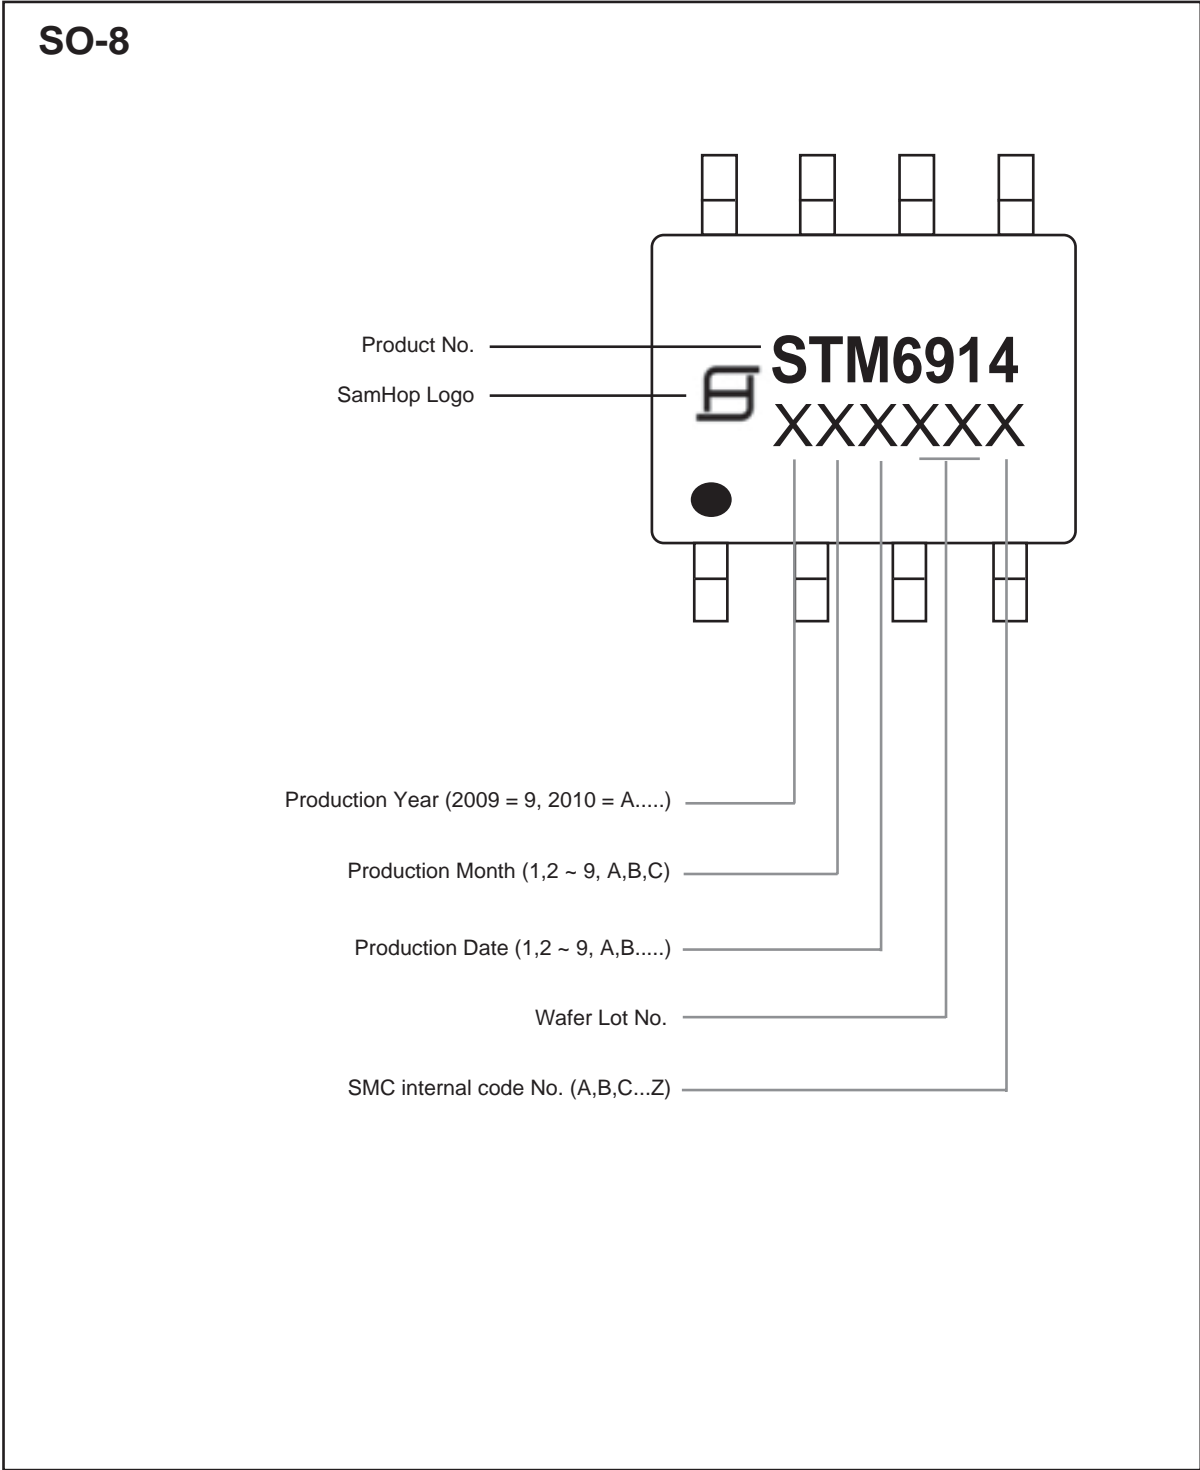 SO-8
Product No.
STM6914
SamHop Logo
XXXXXX
Production Year (2009 = 9, 2010 = A.....)
Production Month (1,2 ~ 9, A,B,C)
Production Date (1,2 ~ 9, A,B.....)
Wafer Lot No.
SMC internal code No. (A,B,C...Z)